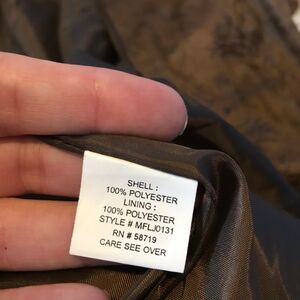 SHELL :
100% POLYESTER
LINING :
100% POLYESTER
STYLE # MFLJ0131
RN # 58719
CARE SEE OVER